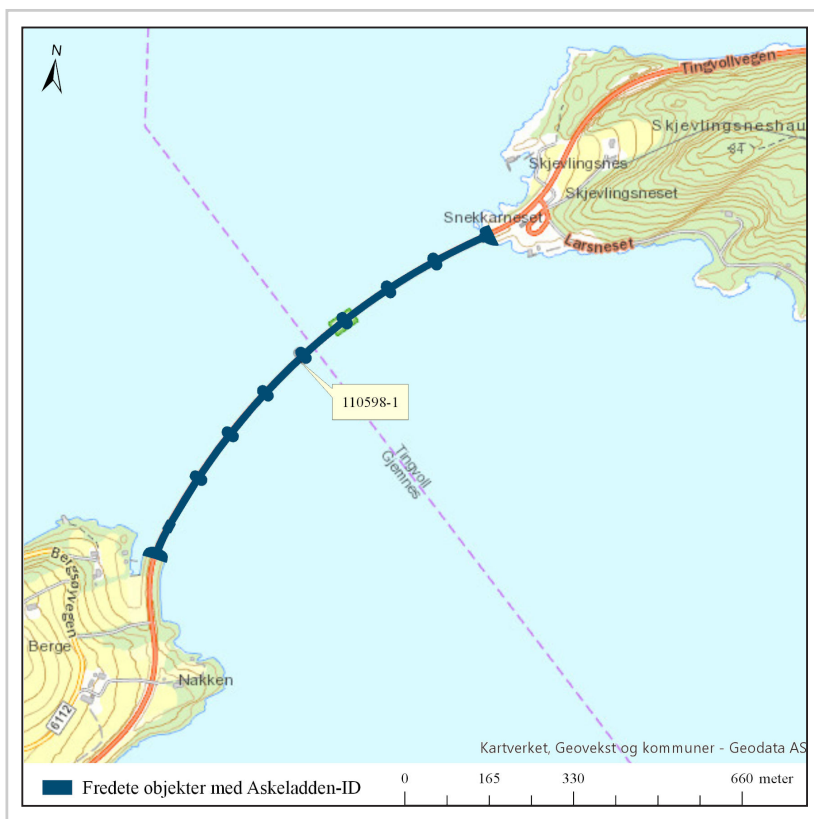 N
Tingvollvegen
Skjevlingsneshau
Skjevlingsnes
Skjevlingsneset
Snekkarneset
Larsneset
110598-1
Tingvoll
Gjemnes
Bergsøyvegen
Berge
Nakken
6112
Kartverket, Geovekst og kommuner - Geodata AS
Fredete objekter med Askeladden-ID
0 165 330 660 meter